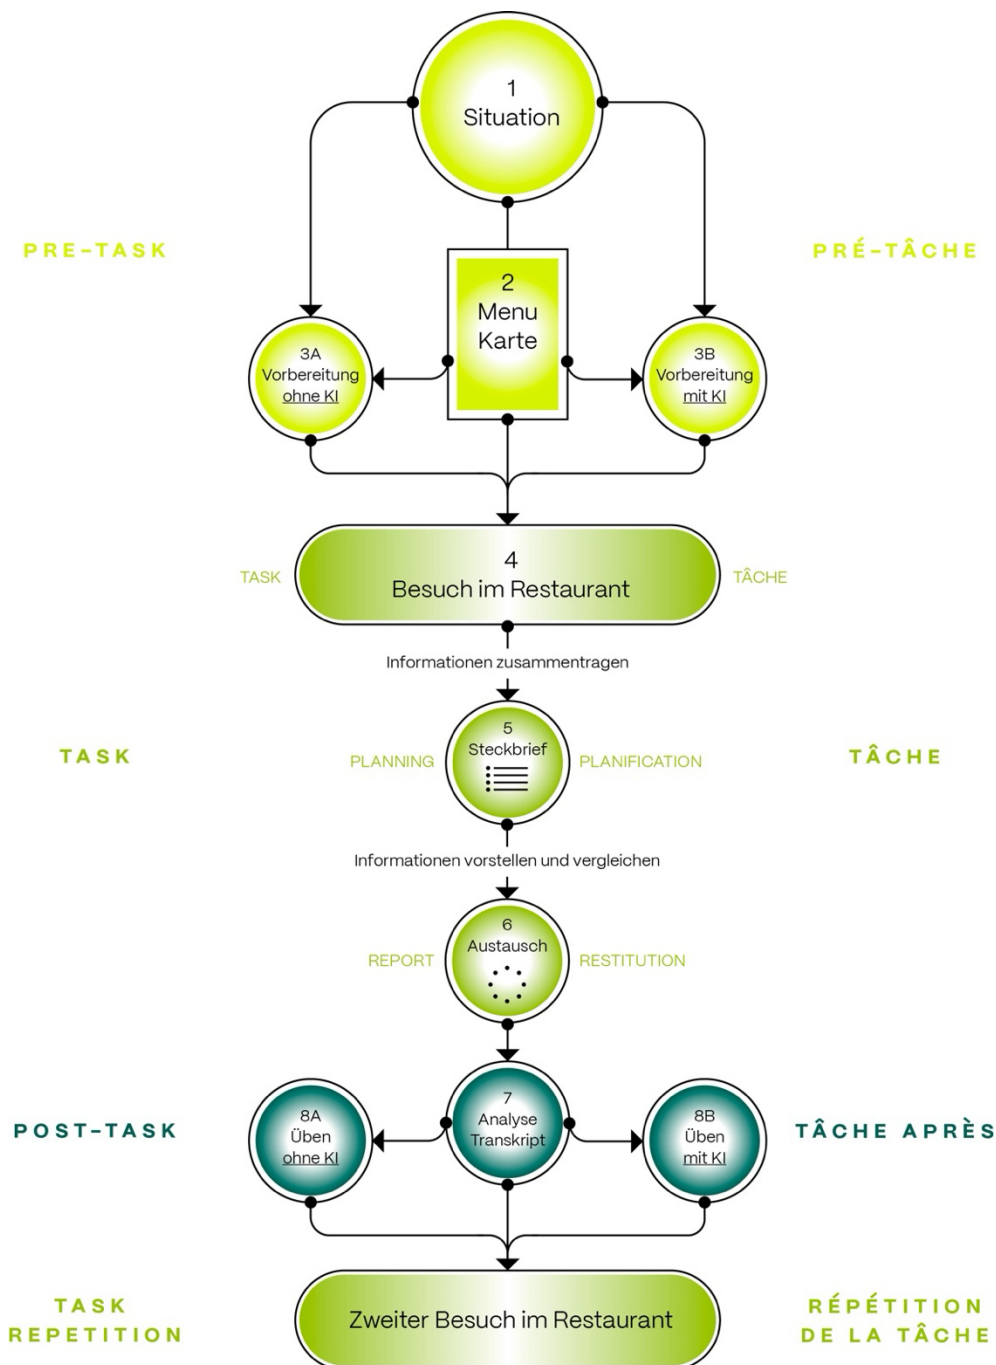 1
Situation
PRE-TASK
PRÉ-TÂCHE
2
Menu
Karte
3A
Vorbereitung
ohne KI
3B
Vorbereitung
mit KI
4
Besuch im Restaurant
TASK
TÂCHE
Informationen zusammentragen
5
Steckbrief
TASK
PLANNING
PLANIFICATION
TÂCHE
Informationen vorstellen und vergleichen
6
Austausch
REPORT
RESTITUTION
7
Analyse
Transkript
POST-TASK
8A
Üben
ohne KI
8B
Üben
mit KI
TÂCHE APRÈS
TASK
REPETITION
Zweiter Besuch im Restaurant
RÉPÉTITION
DE LA TÂCHE